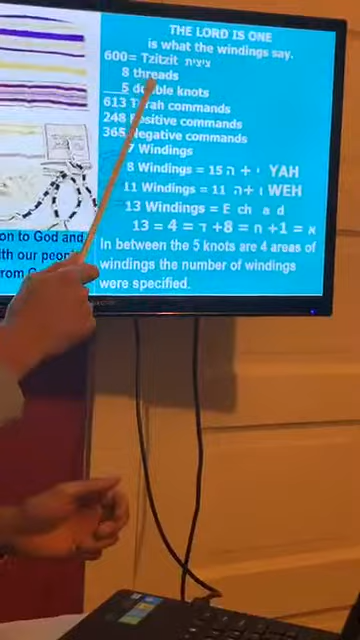 THE LORD IS ONE
is what the windings say.
600= Tzitzit ציצית
8 threads
5 double knots
613 Torah commands
248 Positive commands
365 Negative commands
7 Windings
8 Windings = 15 ה + י YAH
11 Windings = 11 ה+ ו WEH
13 Windings = E ch a d
13 = 4 = ד +8 = ח +1 = א
In between the 5 knots are 4 areas of
windings the number of windings
were specified.
on to God and
with our
from